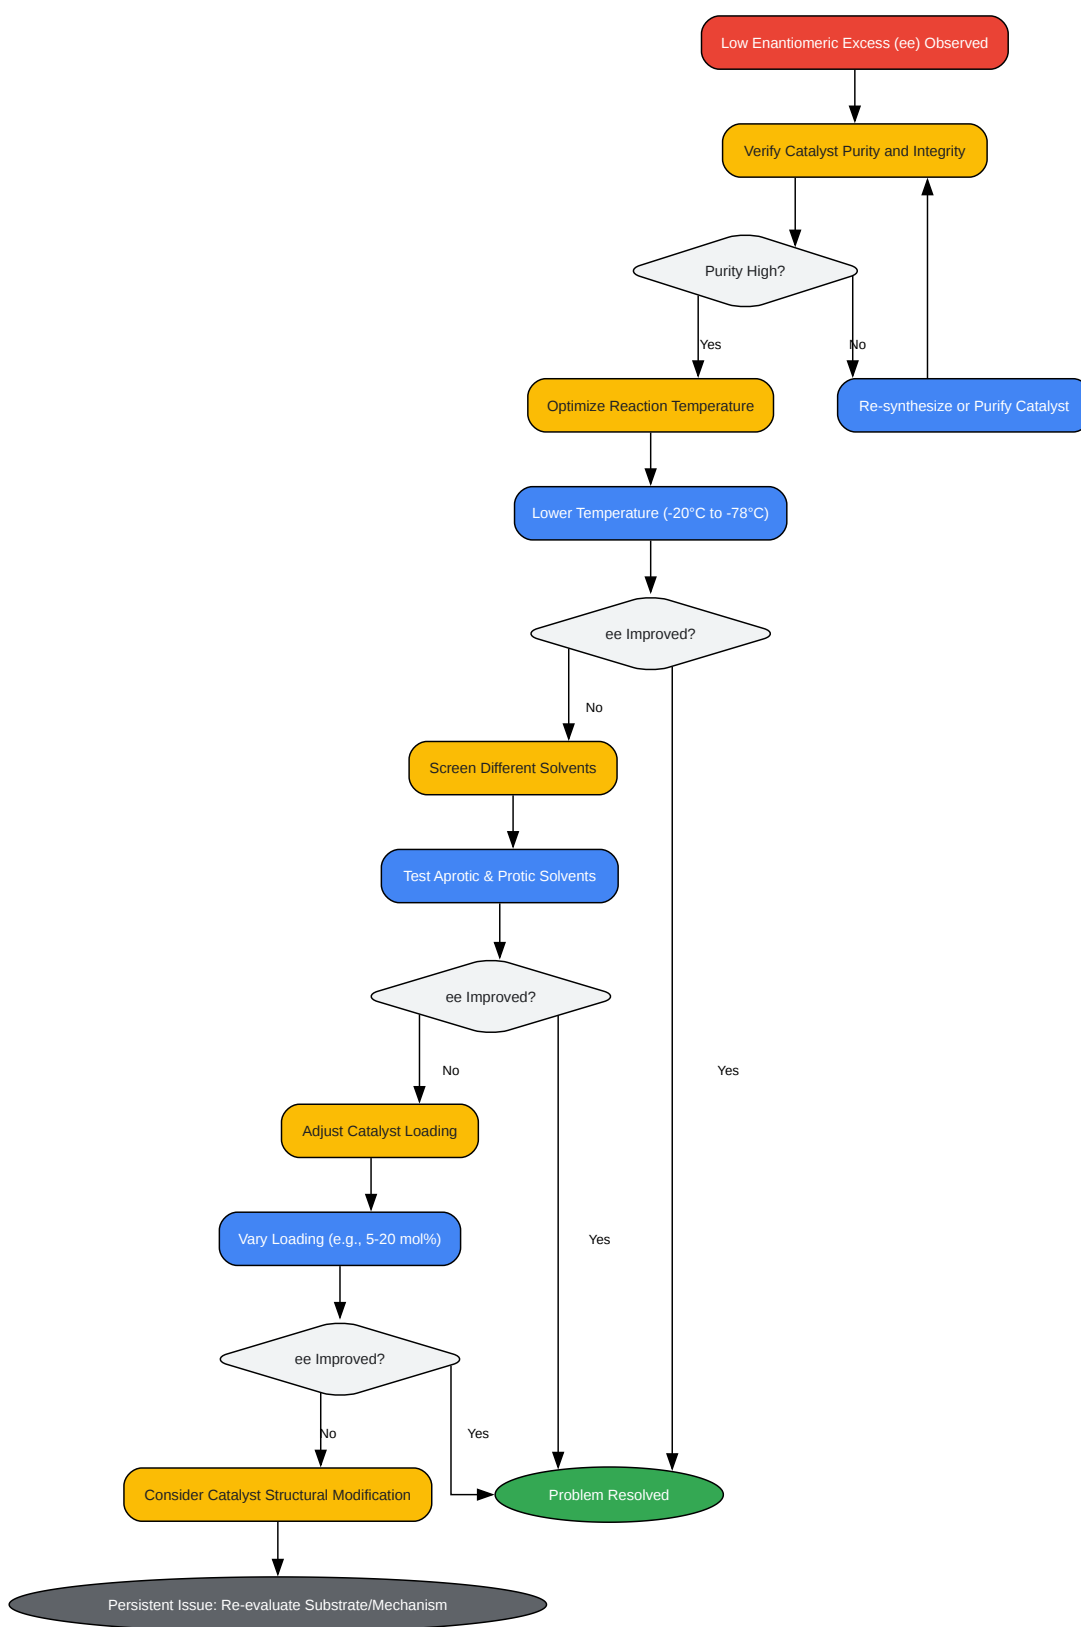 Low Enantiomeric Excess (ee) Observed
Verify Catalyst Purity and Integrity
Purity High?
Yes
No
Optimize Reaction Temperature
Re-synthesize or Purify Catalyst
Lower Temperature (-20°C to -78°C)
ee Improved?
No
Screen Different Solvents
Test Aprotic & Protic Solvents
ee Improved?
No
Yes
Adjust Catalyst Loading
Vary Loading (e.g., 5-20 mol%)
Yes
ee Improved?
No
Yes
Consider Catalyst Structural Modification
Problem Resolved
Persistent Issue: Re-evaluate Substrate/Mechanism